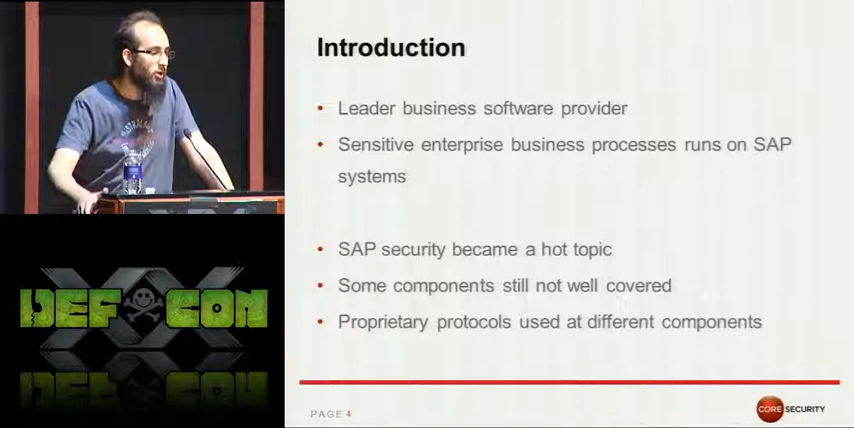 Introduction
• Leader business software provider
• Sensitive enterprise business processes runs on SAP
systems
• SAP security became a hot topic
• Some components still not well covered
• Proprietary protocols used at different components
PAGE 4
CORE SECURITY
DEF CON
XX